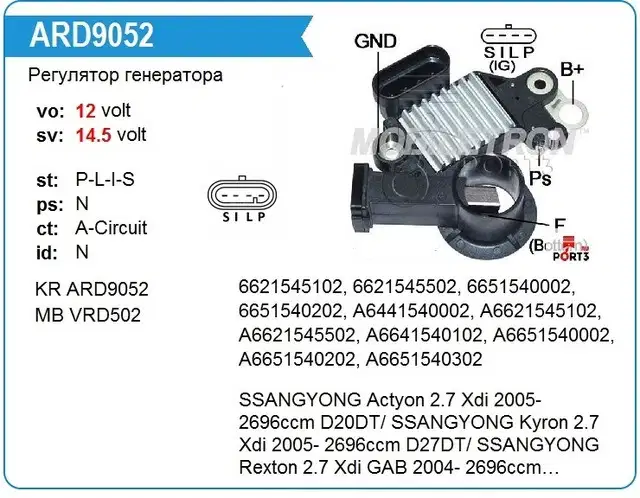 ARD9052
Регулятор генератора
vo: 12 volt
sv: 14.5 volt
st: P-L-I-S
ps: N
ct: A-Circuit
id: N
S I L P
GND
S I L P
(IG)
B+
Ps
F
PORT3
KR ARD9052
MB VRD502
6621545102, 6621545502, 6651540002,
6651540202, A6441540002, A6621545102,
A6621545502, A6641540102, A6651540002,
A6651540202, A6651540302
SSANGYONG Actyon 2.7 Xdi 2005-
2696ccm D20DT/ SSANGYONG Kyron 2.7
Xdi 2005- 2696ccm D27DT/ SSANGYONG
Rexton 2.7 Xdi GAB 2004- 2696ccm…